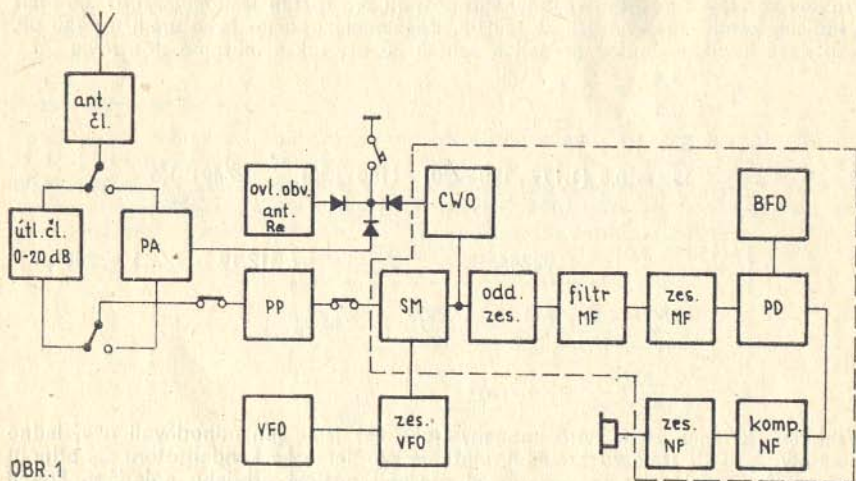 ant.
čl.
útl. čl.
0-20 dB
PA
ovl. obv.
ant.
Re
CWO
BFO
PP
SM
odd.
zes.
filtr
MF
zes.
MF
PD
VFO
zes.
VFO
zes.
NF
komp.
NF
OBR.1